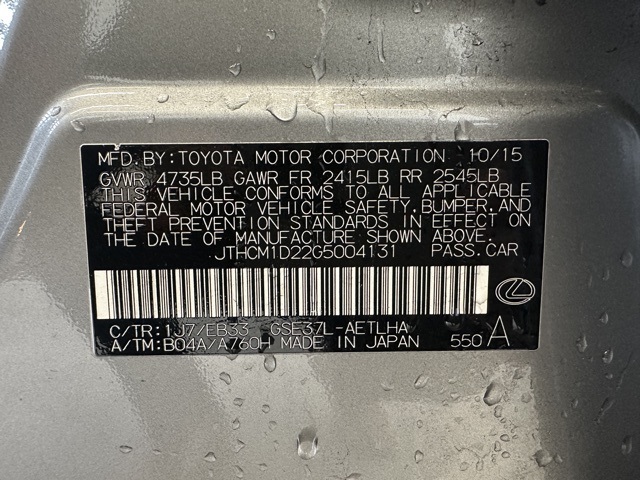 MFD. BY: TOYOTA MOTOR CORPORATION 10/15
GVWR 4735LB GAWR FR 2415LB RR 2545LB
THIS VEHICLE CONFORMS TO ALL APPLICABLE
FEDERAL MOTOR VEHICLE SAFETY, BUMPER, AND
THEFT PREVENTION STANDARDS IN EFFECT ON
THE DATE OF MANUFACTURE SHOWN ABOVE.
JTHCM1D22G5004131 PASS. CAR
C/TR: 1J7/EB33 GSE37L-AETLHA
A/TM: B04A/A760H MADE IN JAPAN 550 A